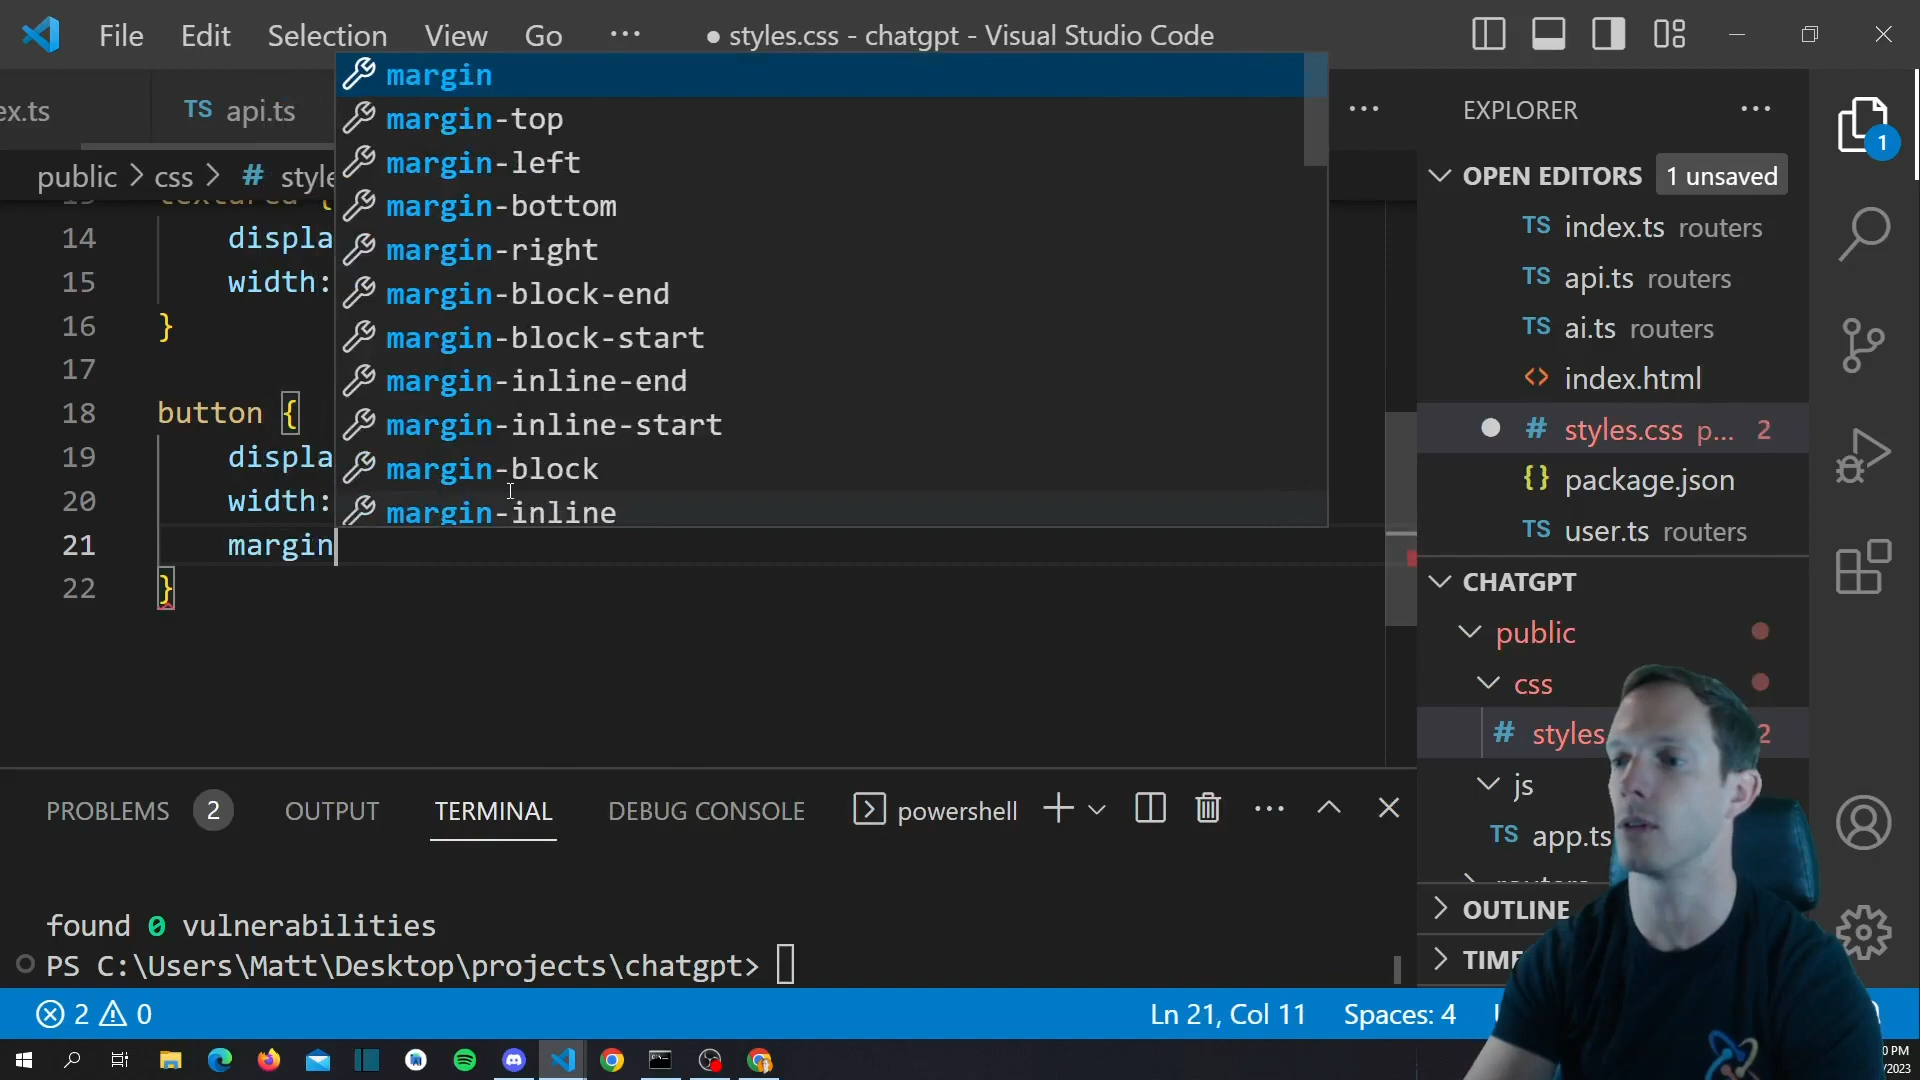 File Edit Selection View Go ··· ● styles.css - chatgpt - Visual Studio Code
ex.ts TS api.ts ···
public > css > # style
14 displa
15 width:
16 }
17
18 button {
19 displa
20 width:
21 margin
22 }
margin
margin-top
margin-left
margin-bottom
margin-right
margin-block-end
margin-block-start
margin-inline-end
margin-inline-start
margin-block
margin-inline
EXPLORER ···
1
OPEN EDITORS 1 unsaved
TS index.ts routers
TS api.ts routers
TS ai.ts routers
<> index.html
● # styles.css p... 2
{} package.json
TS user.ts routers
CHATGPT
public
css
# styles. 2
js
TS app.ts
OUTLINE
TIME
PROBLEMS 2 OUTPUT TERMINAL DEBUG CONSOLE powershell ···
found 0 vulnerabilities
PS C:\Users\Matt\Desktop\projects\chatgpt>
2 0 Ln 21, Col 11 Spaces: 4
0 PM
/2023